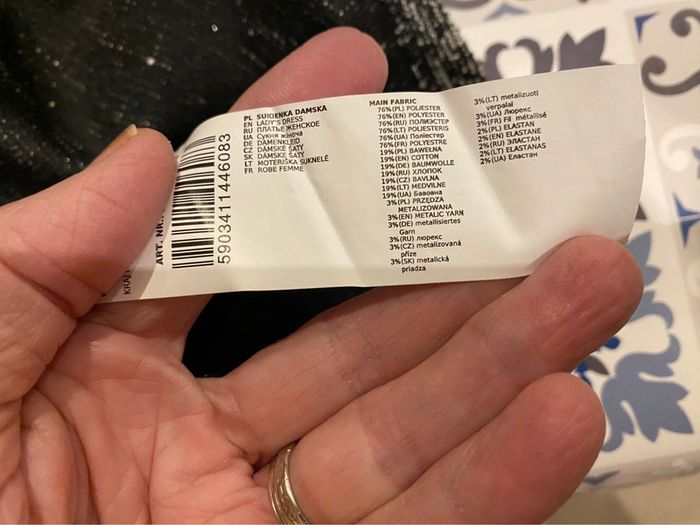 ART. NR.
5903411446083
PL SUKIENKA DAMSKA
EN LADY'S DRESS
RU ПЛАТЬЕ ЖЕНСКОЕ
UA Сукня жіноча
DE DAMENKLEID
CZ DÁMSKÉ ŠATY
SK DÁMSKE ŠATY
LT MOTERIŠKA SUKNELĖ
FR ROBE FEMME
MAIN FABRIC
76%(PL) POLIESTER
76%(EN) POLYESTER
76%(RU) ПОЛИЭСТЕР
76%(LT) POLIESTERIS
76%(UA) Поліестер
76%(FR) POLYESTRE
19%(PL) BAWEŁNA
19%(EN) COTTON
19%(DE) BAUMWOLLE
19%(RU) ХЛОПОК
19%(CZ) BAVLNA
19%(LT) MEDVILNĖ
19%(UA) Бавовна
3%(PL) PRZĘDZA
METALIZOWANA
3%(EN) METALIC YARN
3%(DE) metallisiertes
Garn
3%(RU) люрекс
3%(CZ) metalizovaná
příze
3%(SK) metalická
priadza
3%(LT) metalizuoti
verpalai
3%(UA) Люрекс
3%(FR) Fil métallisé
2%(PL) ELASTAN
2%(EN) ELASTANE
2%(RU) ЭЛАСТАН
2%(LT) ELASTANAS
2%(UA) Еластан